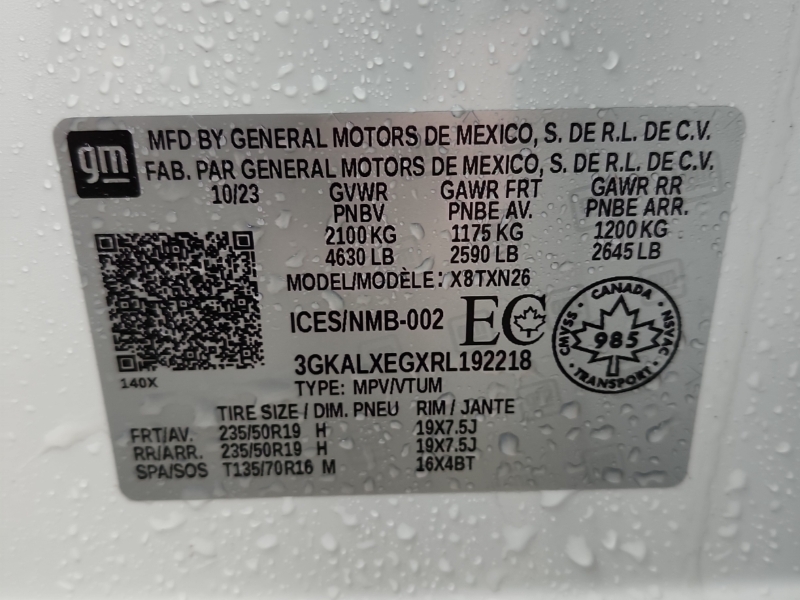 gm
MFD BY GENERAL MOTORS DE MEXICO, S. DE R.L. DE C.V.
FAB. PAR GENERAL MOTORS DE MEXICO, S. DE R.L. DE C.V.
10/23 GVWR GAWR FRT GAWR RR
PNBV PNBE AV. PNBE ARR.
2100 KG 1175 KG 1200 KG
4630 LB 2590 LB 2645 LB
MODEL/MODÈLE: X8TXN26
ICES/NMB-002 EC
CANADA
CMVSS 985 NSVAC
TRANSPORT
3GKALXEGXRL192218
140X
TYPE: MPV/VTUM
TIRE SIZE / DIM. PNEU RIM / JANTE
FRT/AV. 235/50R19 H 19X7.5J
RR/ARR. 235/50R19 H 19X7.5J
SPA/SOS T135/70R16 M 16X4BT